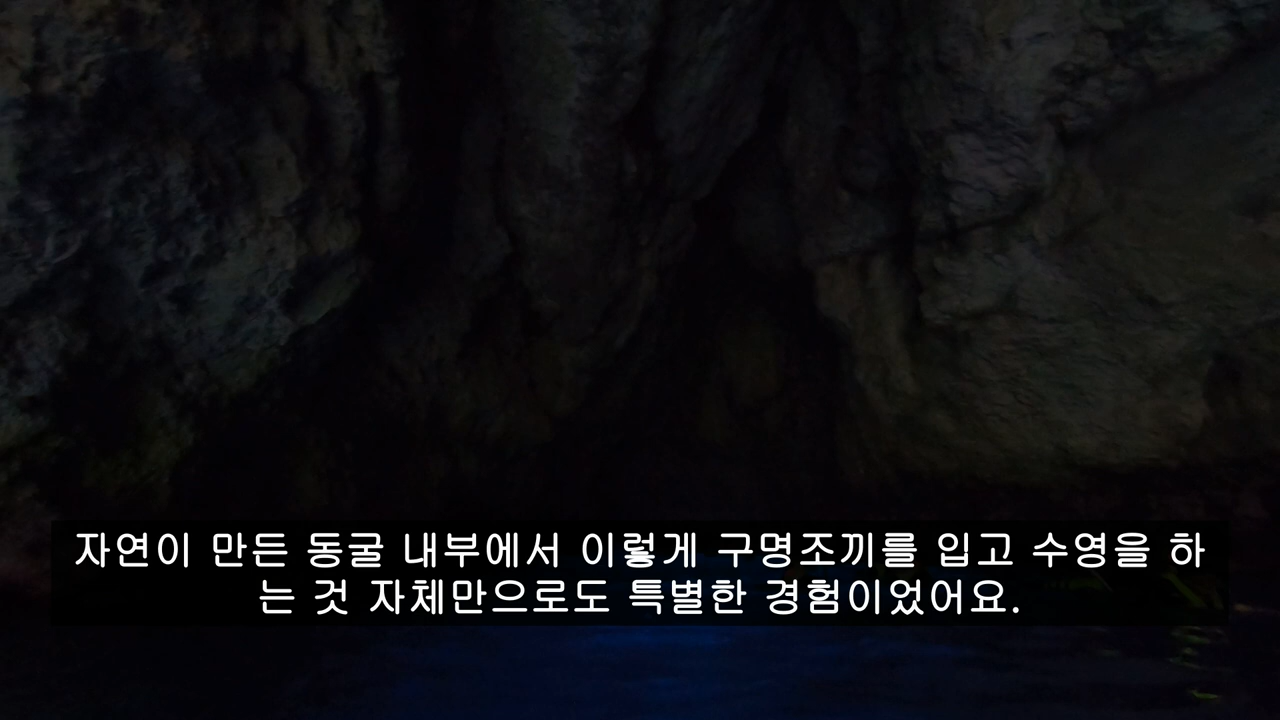 자연이 만든 동굴 내부에서 이렇게 구명조끼를 입고 수영을 하
는 것 자체만으로도 특별한 경험이었어요.